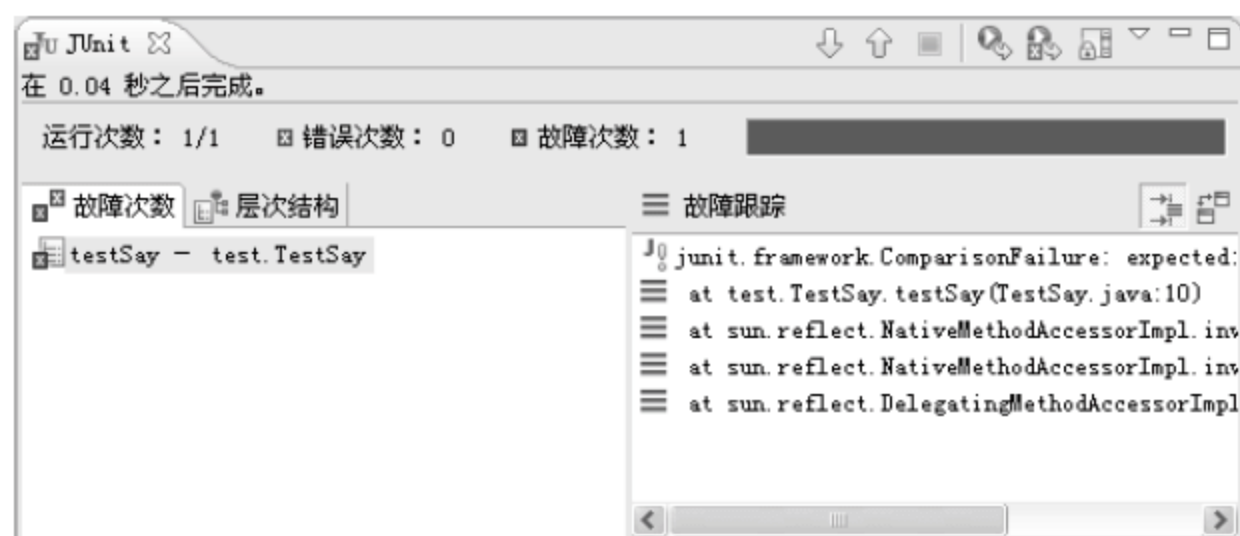 JUnit
在 0.04 秒之后完成。
运行次数： 1/1 错误次数： 0 故障次数： 1
故障次数 层次结构
故障跟踪
testSay - test.TestSay
junit.framework.ComparisonFailure: expected:
at test.TestSay.testSay(TestSay.java:10)
at sun.reflect.NativeMethodAccessorImpl.inv
at sun.reflect.NativeMethodAccessorImpl.inv
at sun.reflect.DelegatingMethodAccessorImpl